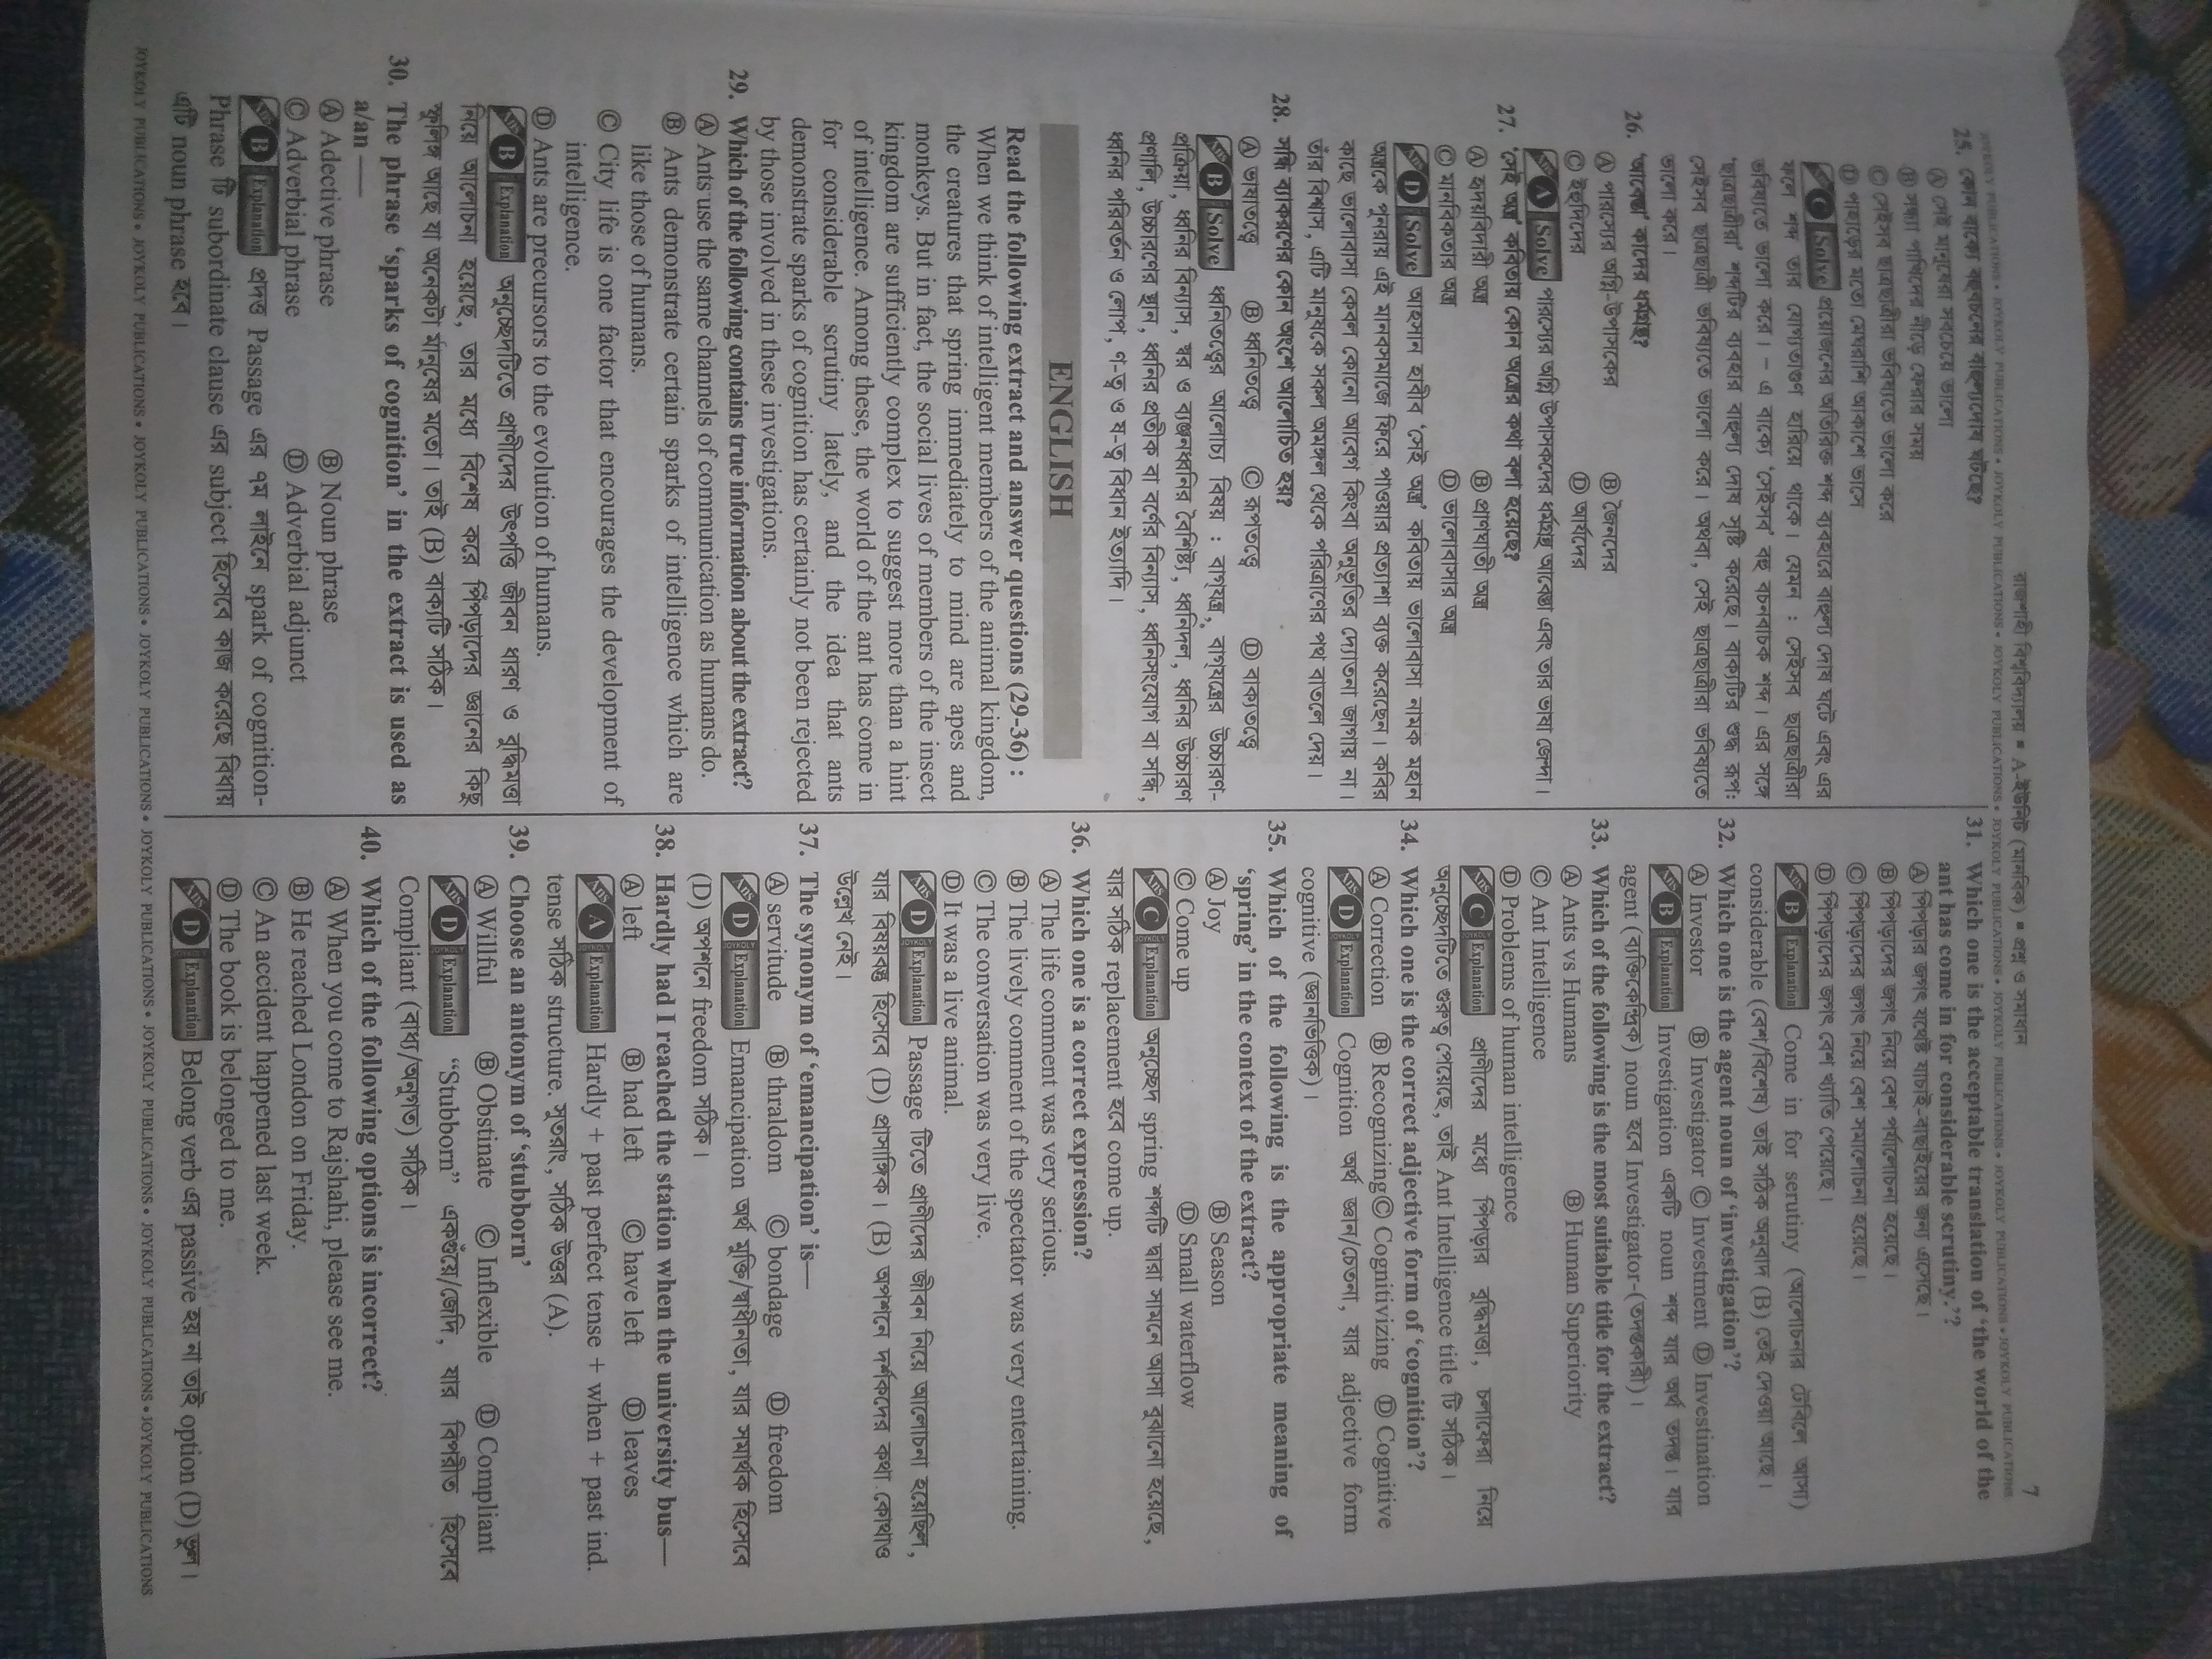 রাজশাহী বিশ্ববিদ্যালয় ▪ A-ইউনিট (মানবিক) ▪ প্রশ্ন ও সমাধান
7
JOYKOLY PUBLICATIONS • JOYKOLY PUBLICATIONS • JOYKOLY PUBLICATIONS • JOYKOLY PUBLICATIONS • JOYKOLY PUBLICATIONS • JOYKOLY PUBLICATIONS • JOYKOLY PUBLICATIONS • JOYKOLY PUBLICATIONS
25. কোন বাক্যে বহুবচনের বাহুল্যদোষ ঘটছে?
Ⓐ সেই মানুষেরা সবচেয়ে ভালো
Ⓑ সন্ধ্যা পাখিদের নীড়ে ফেরার সময়
Ⓒ সেইসব ছাত্রছাত্রীরা ভবিষ্যতে ভালো করে
Ⓓ পাহাড়ের মতো মেঘরাশি আকাশে ভাসে
Ans C Solve প্রয়োজনের অতিরিক্ত শব্দ ব্যবহারে বাহুল্য দোষ ঘটে এবং এর
ফলে শব্দ তার যোগ্যতাগুণ হারিয়ে থাকে। যেমন : সেইসব ছাত্রছাত্রীরা
ভবিষ্যতে ভালো করে। – এ বাক্যে ‘সেইসব’ বহু বচনবাচক শব্দ। এর সঙ্গে
‘ছাত্রছাত্রীরা’ শব্দটির ব্যবহার বাহুল্য দোষ সৃষ্টি করেছে। বাক্যটির শুদ্ধ রূপ:
সেইসব ছাত্রছাত্রী ভবিষ্যতে ভালো করে। অথবা, সেই ছাত্রছাত্রীরা ভবিষ্যতে
ভালো করে।
26. ‘আবেস্তা’ কাদের ধর্মগ্রন্থ?
Ⓐ পারস্যের অগ্নি-উপাসকের Ⓑ জৈনদের
Ⓒ ইহুদিদের Ⓓ আর্যদের
Ans A Solve পারস্যের অগ্নি উপাসকদের ধর্মগ্রন্থ আবেস্তা এবং তার ভাষা জেন্দা।
27. ‘সেই অস্ত্র’ কবিতায় কোন অস্ত্রের কথা বলা হয়েছে?
Ⓐ হৃদয়বিদারী অস্ত্র Ⓑ প্রাণঘাতী অস্ত্র
Ⓒ মানবিকতার অস্ত্র Ⓓ ভালোবাসার অস্ত্র
Ans D Solve আহসান হাবীব ‘সেই অস্ত্র’ কবিতায় ভালোবাসা নামক মহান
অস্ত্রকে পুনরায় এই মানবসমাজে ফিরে পাওয়ার প্রত্যাশা ব্যক্ত করেছেন। কবির
কাছে ভালোবাসা কেবল কোনো আবেগ কিংবা অনুভূতির দ্যোতনা জাগায় না।
তাঁর বিশ্বাস, এটি মানুষকে সকল অমঙ্গল থেকে পরিত্রাণের পথ বাতলে দেয়।
28. সন্ধি ব্যাকরণের কোন অংশে আলোচিত হয়?
Ⓐ ভাষাতত্ত্বে Ⓑ ধ্বনিতত্ত্বে Ⓒ রূপতত্ত্বে Ⓓ বাক্যতত্ত্বে
Ans B Solve ধ্বনিতত্ত্বের আলোচ্য বিষয় : বাগ্‌যন্ত্র, বাগ্‌যন্ত্রের উচ্চারণ-
প্রক্রিয়া, ধ্বনির বিন্যাস, স্বর ও ব্যঞ্জনধ্বনির বৈশিষ্ট্য, ধ্বনিদল, ধ্বনির উচ্চারণ
প্রণালি, উচ্চারণের স্থান, ধ্বনির প্রতীক বা বর্ণের বিন্যাস, ধ্বনিসংযোগ বা সন্ধি,
ধ্বনির পরিবর্তন ও লোপ, ণ-ত্ব ও ষ-ত্ব বিধান ইত্যাদি।
ENGLISH
Read the following extract and answer questions (29-36) :
When we think of intelligent members of the animal kingdom,
the creatures that spring immediately to mind are apes and
monkeys. But in fact, the social lives of members of the insect
kingdom are sufficiently complex to suggest more than a hint
of intelligence. Among these, the world of the ant has come in
for considerable scrutiny lately, and the idea that ants
demonstrate sparks of cognition has certainly not been rejected
by those involved in these investigations.
29. Which of the following contains true information about the extract?
Ⓐ Ants use the same channels of communication as humans do.
Ⓑ Ants demonstrate certain sparks of intelligence which are
like those of humans.
Ⓒ City life is one factor that encourages the development of
intelligence.
Ⓓ Ants are precursors to the evolution of humans.
Ans B Explanation অনুচ্ছেদটিতে প্রাণীদের উৎপত্তি জীবন ধারণ ও বুদ্ধিমত্তা
নিয়ে আলোচনা হয়েছে, তার মধ্যে বিশেষ করে পিঁপড়াদের জ্ঞানের কিছু
স্ফুলিঙ্গ আছে যা অনেকটা মানুষের মতো। তাই (B) বাক্যটি সঠিক।
30. The phrase ‘sparks of cognition’ in the extract is used as
a/an ——
Ⓐ Adective phrase Ⓑ Noun phrase
Ⓒ Adverbial phrase Ⓓ Adverbial adjunct
Ans B Explanation প্রদত্ত Passage এর ৭ম লাইনে spark of cognition-
Phrase টি subordinate clause এর subject হিসেবে কাজ করেছে বিধায়
এটি noun phrase হবে।
31. Which one is the acceptable translation of ‘the world of the
ant has come in for considerable scrutiny.’?
Ⓐ পিঁপড়ার জগৎ যথেষ্ট যাচাই-বাছাইয়ের জন্য এসেছে।
Ⓑ পিঁপড়াদের জগৎ নিয়ে বেশ পর্যালোচনা হয়েছে।
Ⓒ পিঁপড়াদের জগৎ নিয়ে বেশ সমালোচনা হয়েছে।
Ⓓ পিঁপড়াদের জগৎ বেশ খ্যাতি পেয়েছে।
Ans B Explanation Come in for scrutiny (আলোচনার টেবিলে আসা)
considerable (বেশ/বিশেষ) তাই সঠিক অনুবাদ (B) তেই দেওয়া আছে।
32. Which one is the agent noun of ‘investigation’?
Ⓐ Investor Ⓑ Investigator Ⓒ Investment Ⓓ Investination
Ans B Explanation Investigation একটি noun শব্দ যার অর্থ তদন্ত। যার
agent (ব্যক্তিকেন্দ্রিক) noun হবে Investigator-(তদন্তকারী)।
33. Which of the following is the most suitable title for the extract?
Ⓐ Ants vs Humans Ⓑ Human Superiority
Ⓒ Ant Intelligence
Ⓓ Problems of human intelligence
Ans C Explanation প্রাণীদের মধ্যে পিঁপড়ার বুদ্ধিমত্তা, চলাফেরা নিয়ে
অনুচ্ছেদটিতে গুরুত্ব পেয়েছে, তাই Ant Intelligence title টি সঠিক।
34. Which one is the correct adjective form of ‘cognition’?
Ⓐ Correction Ⓑ Recognizing Ⓒ Cognitivizing Ⓓ Cognitive
Ans D Explanation Cognition অর্থ জ্ঞান/চেতনা, যার adjective form
cognitive (জ্ঞানভিত্তিক)।
35. Which of the following is the appropriate meaning of
‘spring’ in the context of the extract?
Ⓐ Joy Ⓑ Season
Ⓒ Come up Ⓓ Small waterflow
Ans C Explanation অনুচ্ছেদ spring শব্দটি দ্বারা সামনে আসা বুঝানো হয়েছে,
যার সঠিক replacement হবে come up.
36. Which one is a correct expression?
Ⓐ The life comment was very serious.
Ⓑ The lively comment of the spectator was very entertaining.
Ⓒ The conversation was very live.
Ⓓ It was a live animal.
Ans D Explanation Passage টিতে প্রাণীদের জীবন নিয়ে আলোচনা হয়েছিল,
যার বিষয়বস্তু হিসেবে (D) প্রাসাঙ্গিক। (B) অপশনে দর্শকদের কথা কোথাও
উল্লেখ নেই।
37. The synonym of ‘emancipation’ is—
Ⓐ servitude Ⓑ thraldom Ⓒ bondage Ⓓ freedom
Ans D Explanation Emancipation অর্থ মুক্তি/স্বাধীনতা, যার সমার্থক হিসেবে
(D) অপশনে freedom সঠিক।
38. Hardly had I reached the station when the university bus—
Ⓐ left Ⓑ had left Ⓒ have left Ⓓ leaves
Ans A Explanation Hardly + past perfect tense + when + past ind.
tense সঠিক structure. সুতরাং, সঠিক উত্তর (A).
39. Choose an antonym of ‘stubborn’
Ⓐ Willful Ⓑ Obstinate Ⓒ Inflexible Ⓓ Compliant
Ans D Explanation “Stubborn” একগুঁয়ে/জেদি, যার বিপরীত হিসেবে
Compliant (বাধ্য/অনুগত) সঠিক।
40. Which of the following options is incorrect?
Ⓐ When you come to Rajshahi, please see me.
Ⓑ He reached London on Friday.
Ⓒ An accident happened last week.
Ⓓ The book is belonged to me.
Ans D Explanation Belong verb এর passive হয় না তাই option (D) ভুল।
JOYKOLY PUBLICATIONS • JOYKOLY PUBLICATIONS • JOYKOLY PUBLICATIONS • JOYKOLY PUBLICATIONS • JOYKOLY PUBLICATIONS • JOYKOLY PUBLICATIONS • JOYKOLY PUBLICATIONS • JOYKOLY PUBLICATIONS